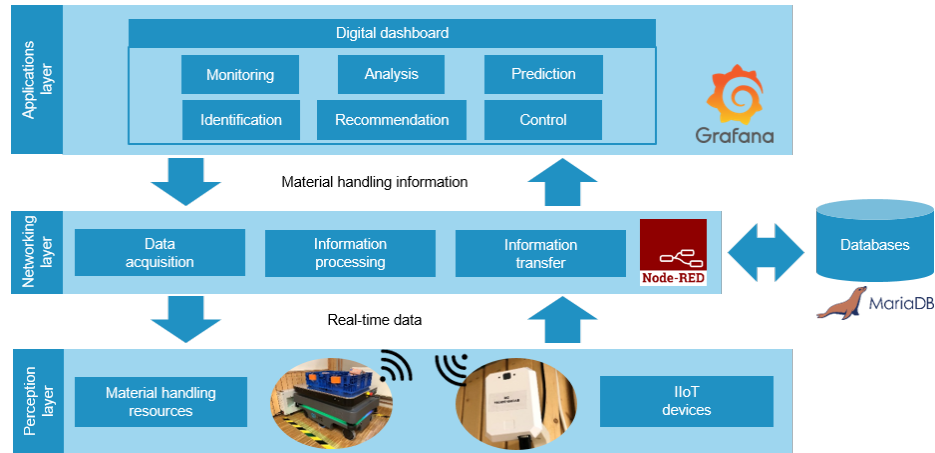 Applications
layer
Digital dashboard
Monitoring
Analysis
Prediction
Identification
Recommendation
Control
Grafana
Material handling information
Networking
layer
Data
acquisition
Information
processing
Information
transfer
Node-RED
Databases
MariaDB
Real-time data
Perception
layer
Material handling
resources
IIoT
devices